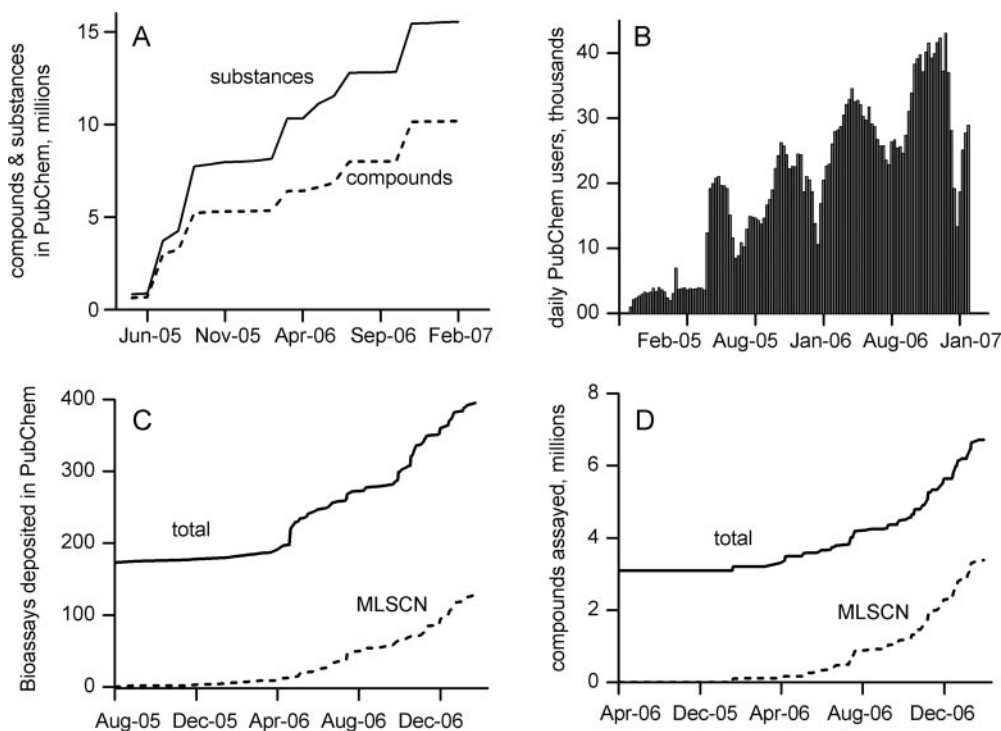 A
compounds & substances
in PubChem, millions
15
10
5
0
substances
compounds
Jun-05 Nov-05 Apr-06 Sep-06 Feb-07
B
daily PubChem users, thousands
40
30
20
10
00
Feb-05 Aug-05 Jan-06 Aug-06 Jan-07
C
Bioassays deposited in PubChem
400
300
200
100
0
total
MLSCN
Aug-05 Dec-05 Apr-06 Aug-06 Dec-06
D
compounds assayed, millions
8
6
4
2
0
total
MLSCN
Apr-06 Dec-05 Apr-06 Aug-06 Dec-06